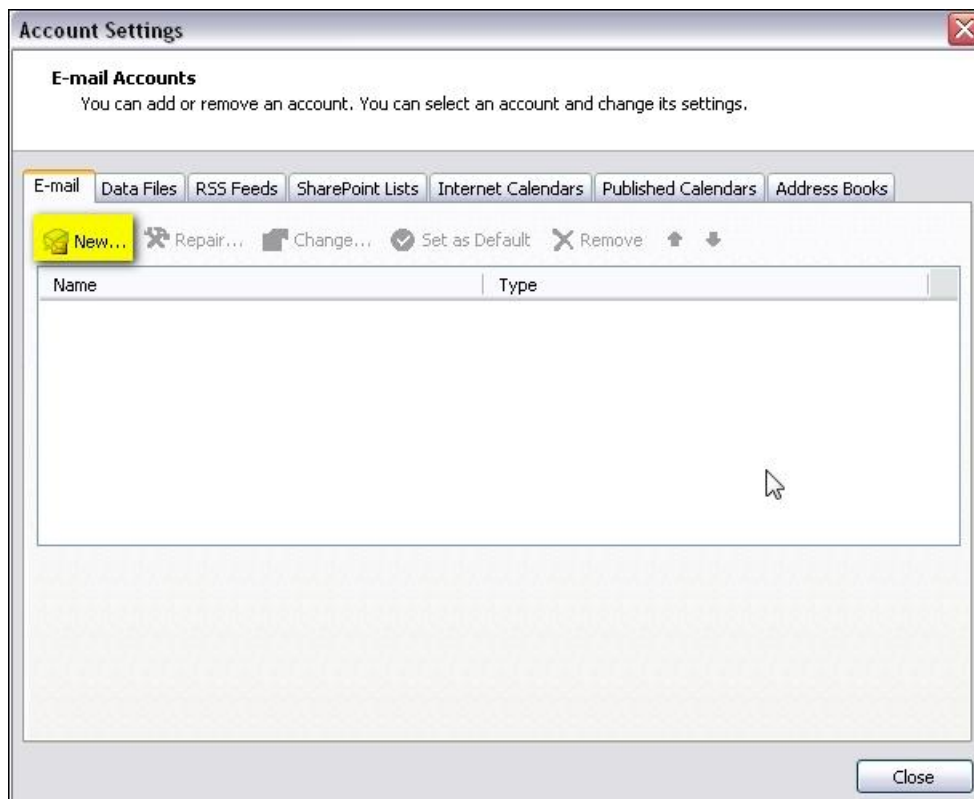 Account Settings
E-mail Accounts
You can add or remove an account. You can select an account and change its settings.
E-mail Data Files RSS Feeds SharePoint Lists Internet Calendars Published Calendars Address Books
New... Repair... Change... Set as Default Remove
Name Type
Close